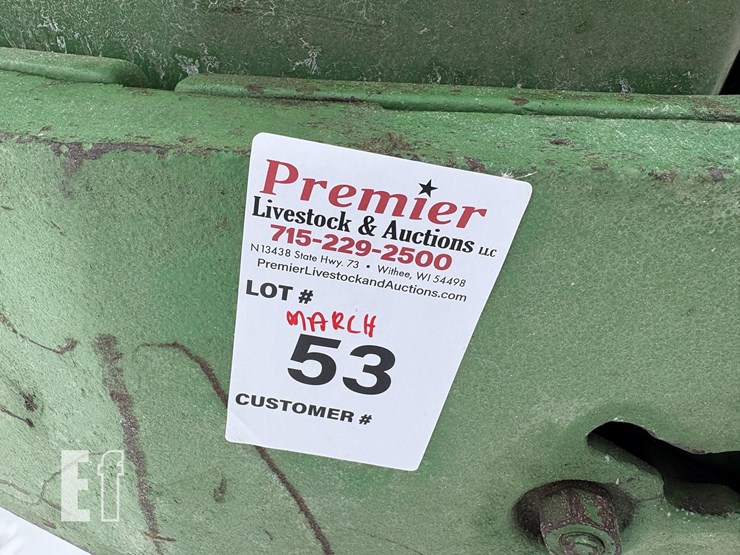 Premier
Livestock & Auctions LLC
715-229-2500
N13438 State Hwy. 73 • Withee, WI 54498
PremierLivestockandAuctions.com
LOT #
MARCH
53
CUSTOMER #
Ef